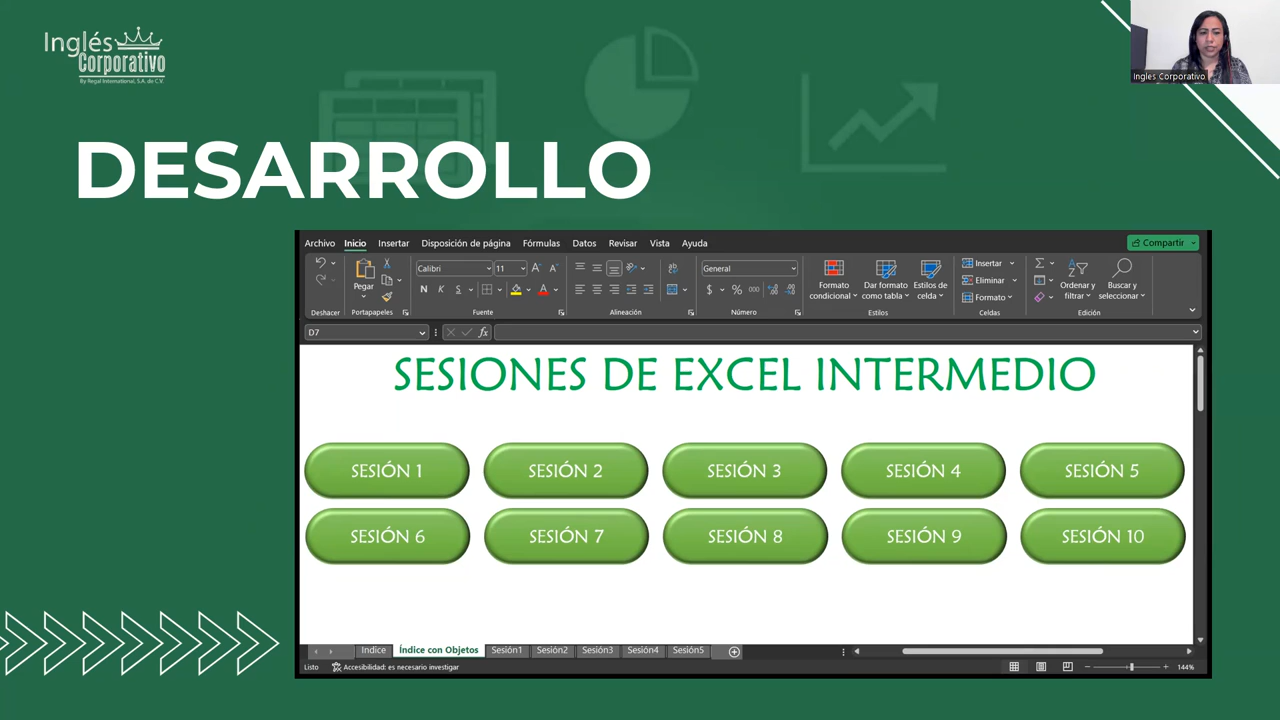 Inglés
Corporativo
By Regal International, S.A. de C.V.
Ingles Corporativo
DESARROLLO
Archivo Inicio Insertar Disposición de página Fórmulas Datos Revisar Vista Ayuda Compartir
Calibri 11 General Insertar
Eliminar
Formato
Pegar N K S $ % 000 Formato condicional Dar formato como tabla Estilos de celda Ordenar y filtrar Buscar y seleccionar
Deshacer Portapapeles Fuente Alineación Número Estilos Celdas Edición
D7 fx
SESIONES DE EXCEL INTERMEDIO
SESIÓN 1 SESIÓN 2 SESIÓN 3 SESIÓN 4 SESIÓN 5
SESIÓN 6 SESIÓN 7 SESIÓN 8 SESIÓN 9 SESIÓN 10
Indice Índice con Objetos Sesión1 Sesión2 Sesión3 Sesión4 Sesión5
Listo Accesibilidad: es necesario investigar 144%